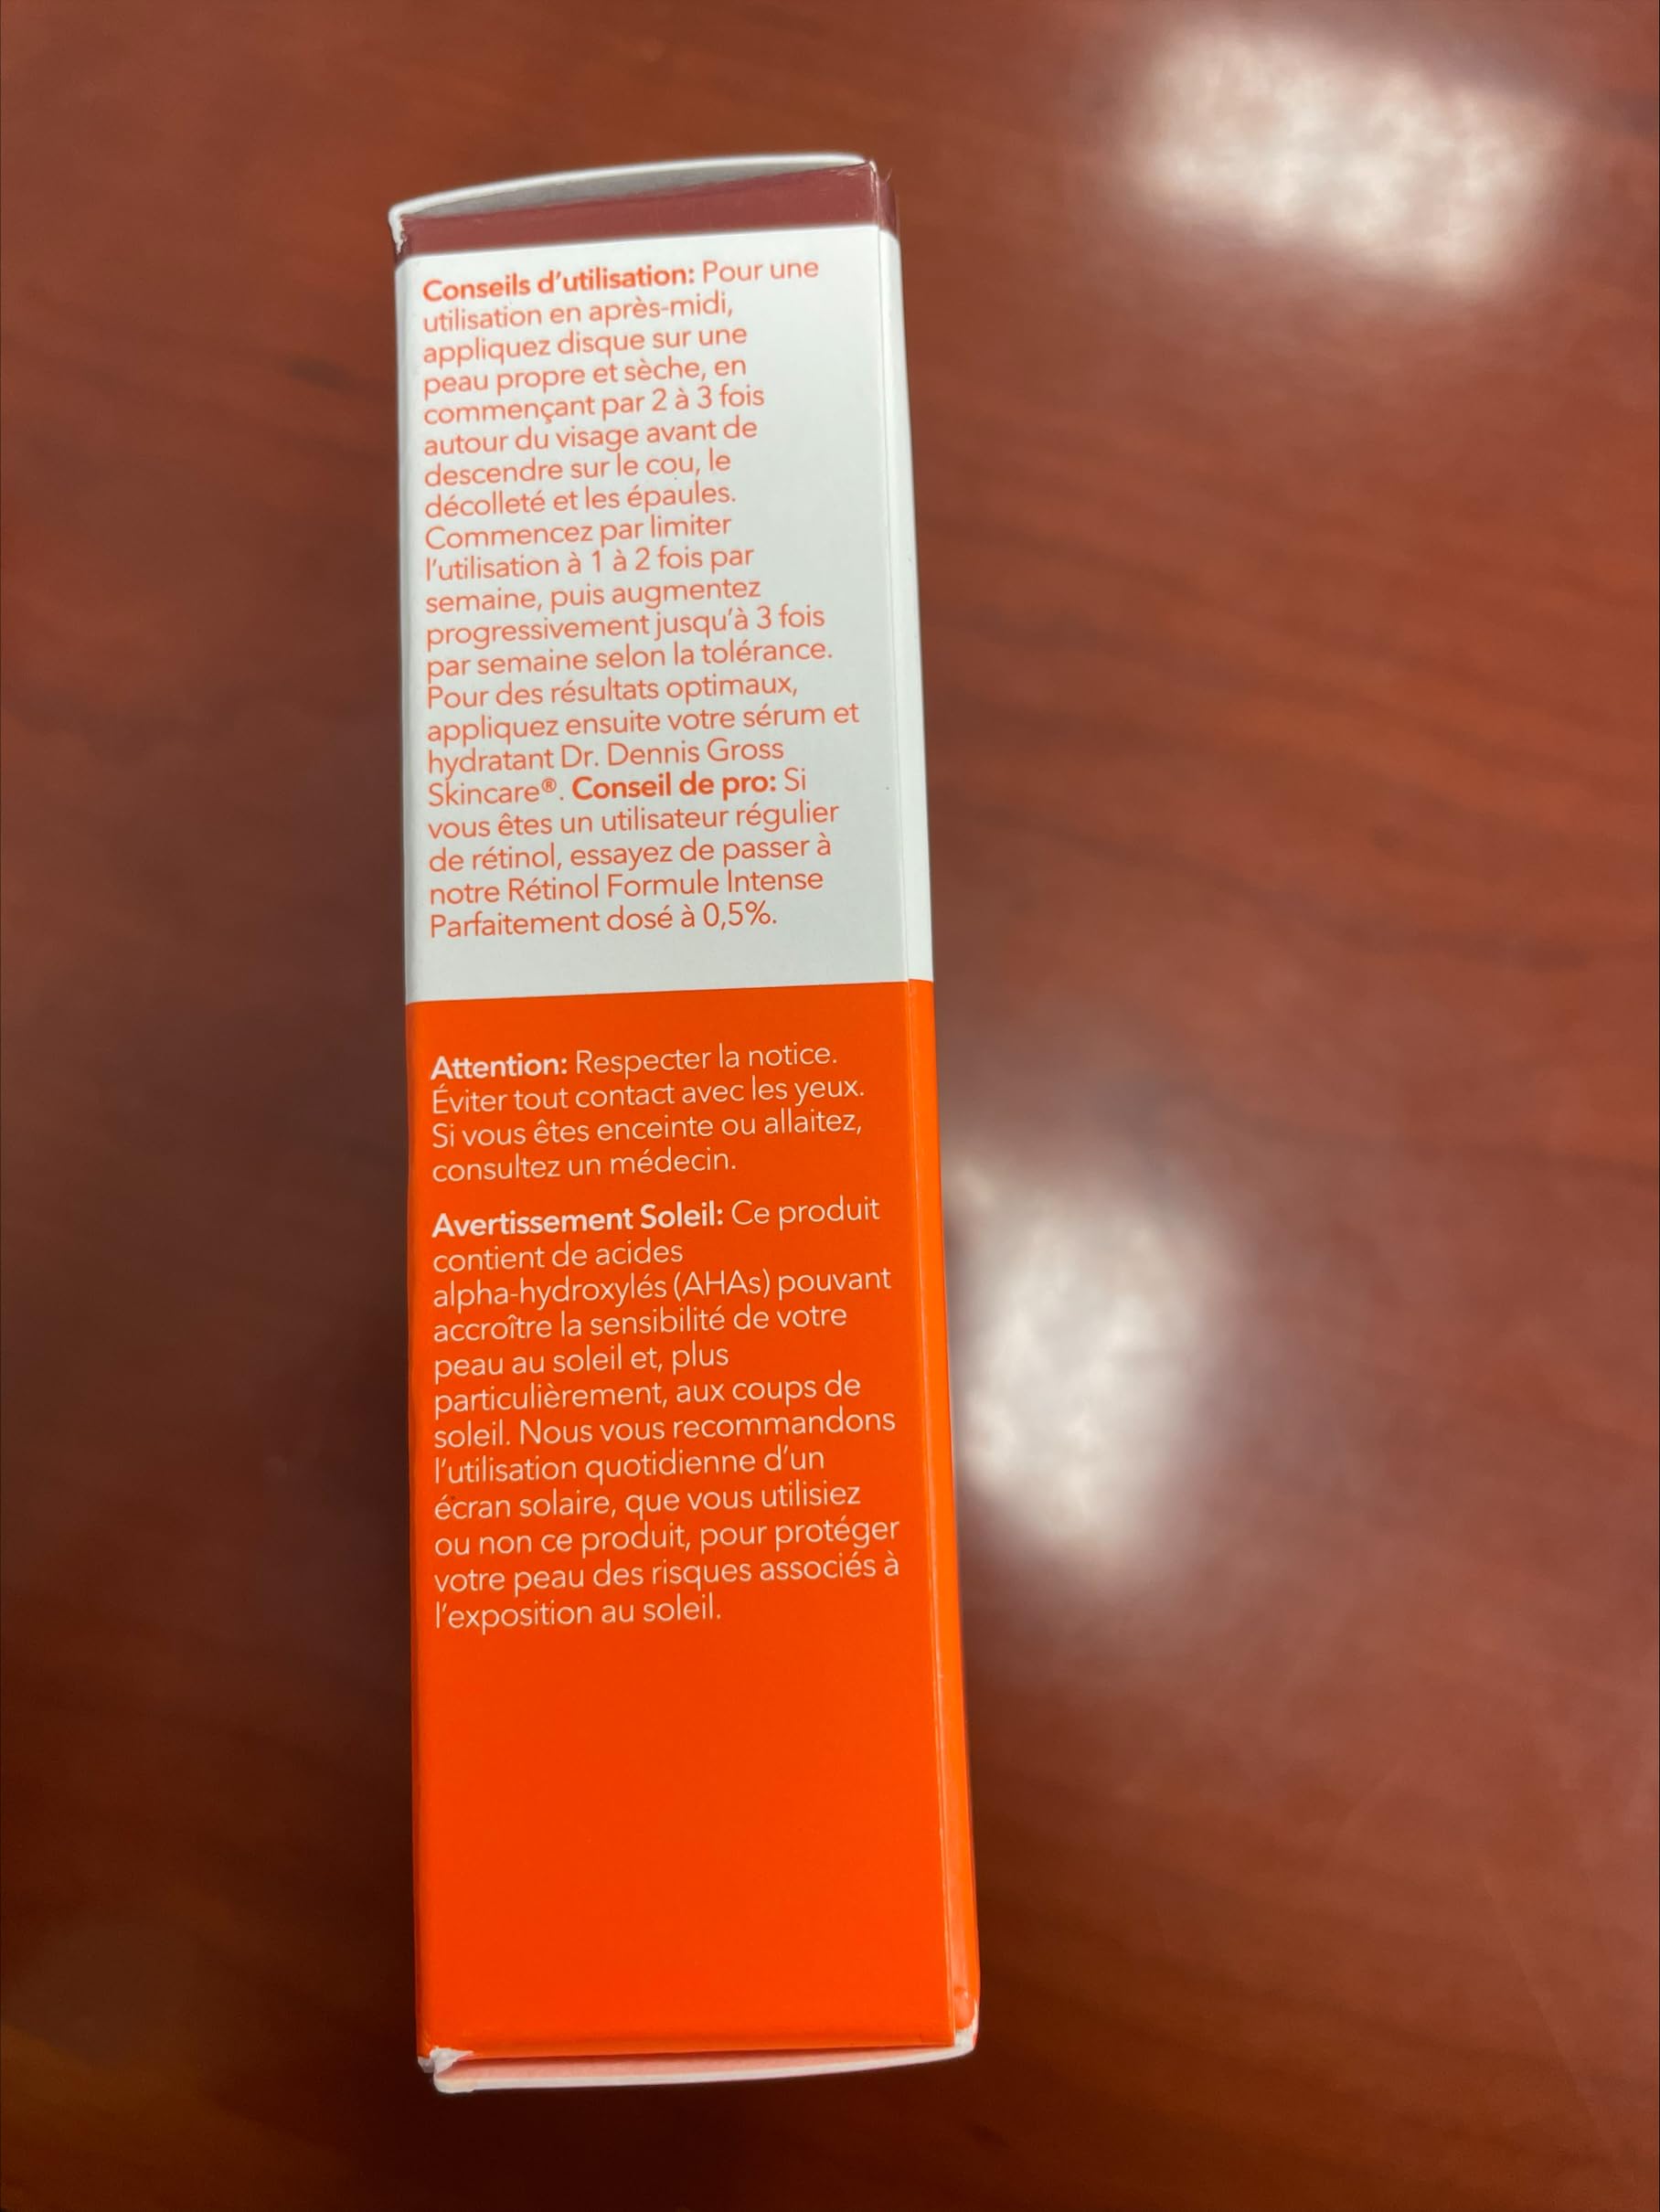 Conseils d'utilisation: Pour une
utilisation en après-midi,
appliquez disque sur une
peau propre et sèche, en
commençant par 2 à 3 fois
autour du visage avant de
descendre sur le cou, le
décolleté et les épaules.
Commencez par limiter
l'utilisation à 1 à 2 fois par
semaine, puis augmentez
progressivement jusqu'à 3 fois
par semaine selon la tolérance.
Pour des résultats optimaux,
appliquez ensuite votre sérum et
hydratant Dr. Dennis Gross
Skincare®. Conseil de pro: Si
vous êtes un utilisateur régulier
de rétinol, essayez de passer à
notre Rétinol Formule Intense
Parfaitement dosé à 0,5%.
Attention: Respecter la notice.
Éviter tout contact avec les yeux.
Si vous êtes enceinte ou allaitez,
consultez un médecin.
Avertissement Soleil: Ce produit
contient de acides
alpha-hydroxylés (AHAs) pouvant
accroître la sensibilité de votre
peau au soleil et, plus
particulièrement, aux coups de
soleil. Nous vous recommandons
l'utilisation quotidienne d'un
écran solaire, que vous utilisiez
ou non ce produit, pour protéger
votre peau des risques associés à
l'exposition au soleil.